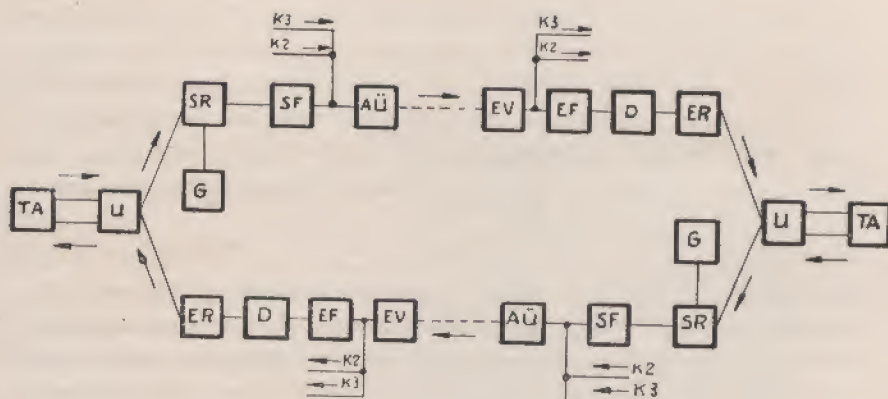 K3 K3
K2 K2
SR SF AÜ EV EF D ER
G
TA U U TA
G
ER D EF EV AÜ SF SR
K2 K2
K3 K3